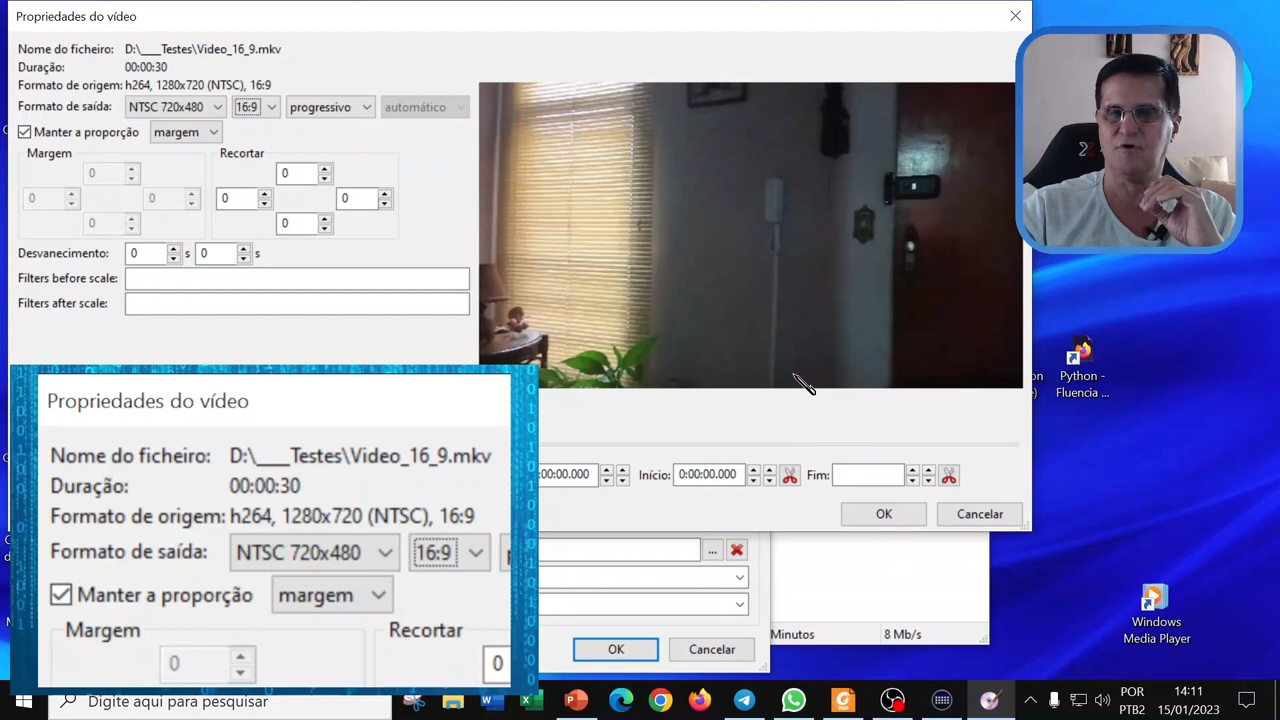 Propriedades do vídeo
Nome do ficheiro: D:\___Testes\Video_16_9.mkv
Duração: 00:00:30
Formato de origem: h264, 1280x720 (NTSC), 16:9
Formato de saída: NTSC 720x480 16:9 progressivo automático
Manter a proporção margem
Margem Recortar
0 0
0 0 0 0
0 0
Desvanecimento: 0 s 0 s
Filters before scale:
Filters after scale:
Propriedades do vídeo
Nome do ficheiro: D:\___Testes\Video_16_9.mkv
Duração: 00:00:30
Formato de origem: h264, 1280x720 (NTSC), 16:9
Formato de saída: NTSC 720x480 16:9
Manter a proporção margem
Margem Recortar
0 0
:00:00.000 Início: 0:00:00.000 Fim:
OK Cancelar
...
Minutos 8 Mb/s
OK Cancelar
Python -
Fluencia ...
Windows
Media Player
Digite aqui para pesquisar
POR
PTB2
14:11
15/01/2023